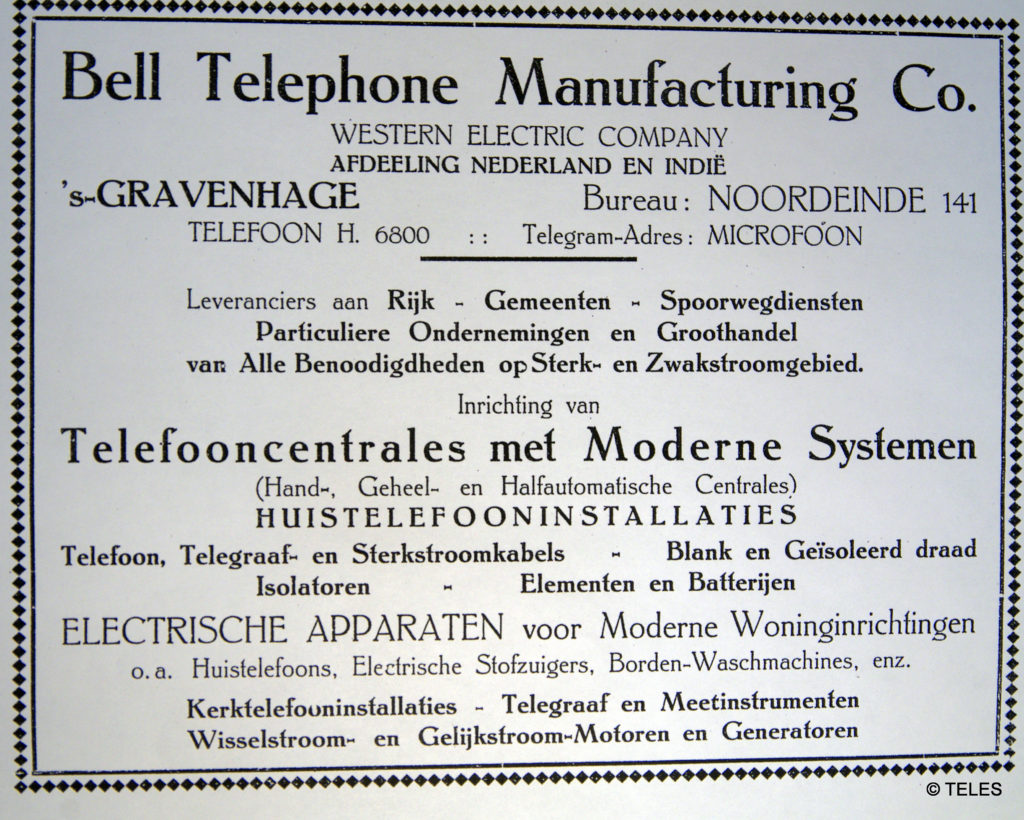 Bell Telephone Manufacturing Co.
WESTERN ELECTRIC COMPANY
AFDEELING NEDERLAND EN INDIË
's-GRAVENHAGE Bureau: NOORDEINDE 141
TELEFOON H. 6800 :: Telegram-Adres: MICROFOON
Leveranciers aan Rijk - Gemeenten - Spoorwegdiensten
Particuliere Ondernemingen en Groothandel
van Alle Benoodigdheden op Sterk- en Zwakstroomgebied.
Inrichting van
Telefooncentrales met Moderne Systemen
(Hand-, Geheel- en Halfautomatische Centrales)
HUISTELEFOONINSTALLATIES
Telefoon, Telegraaf- en Sterkstroomkabels - Blank en Geïsoleerd draad
Isolatoren - Elementen en Batterijen
ELECTRISCHE APPARATEN voor Moderne Woninginrichtingen
o.a. Huistelefoons, Electrische Stofzuigers, Borden-Waschmachines, enz.
Kerktelefooninstallaties - Telegraaf en Meetinstrumenten
Wisselstroom- en Gelijkstroom-Motoren en Generatoren
© TELES